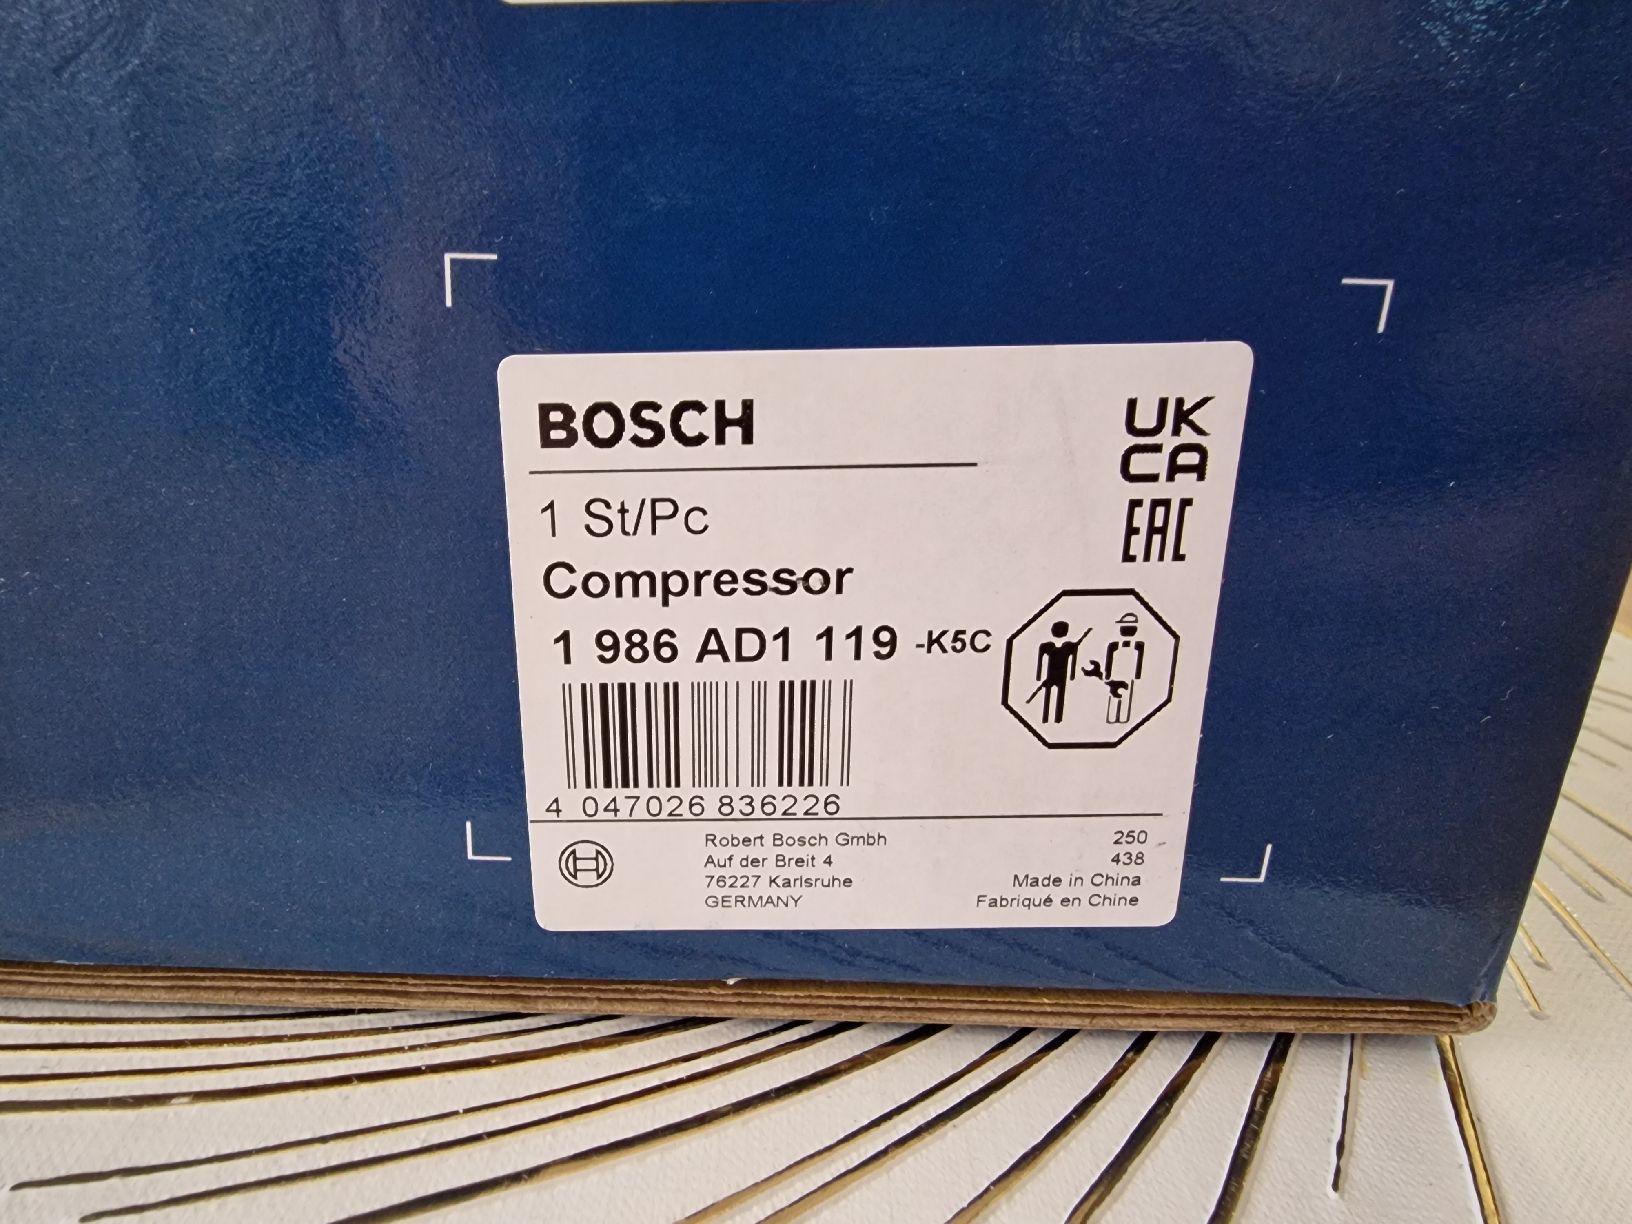 BOSCH
UK
CA
EAC
1 St/Pc
Compressor
1 986 AD1 119 -K5C
4 047026 836226
Robert Bosch Gmbh
Auf der Breit 4
76227 Karlsruhe
GERMANY
250
438
Made in China
Fabriqué en Chine